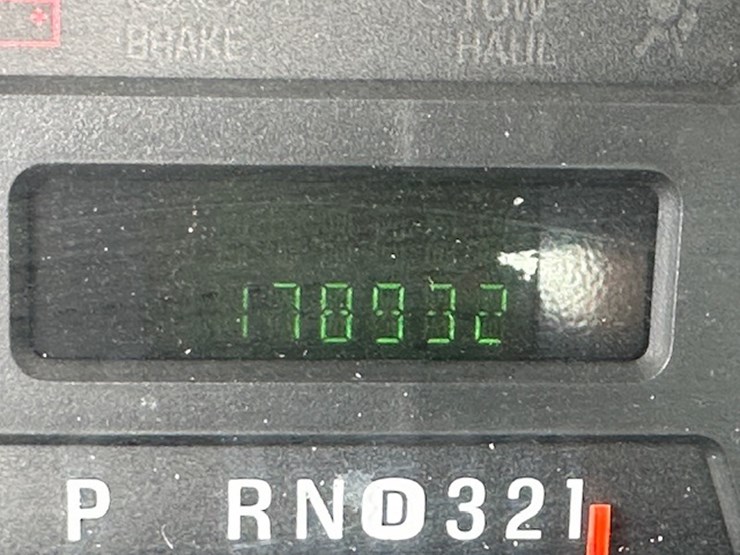 BRAKE
TOW
HAUL
178932
P RND321